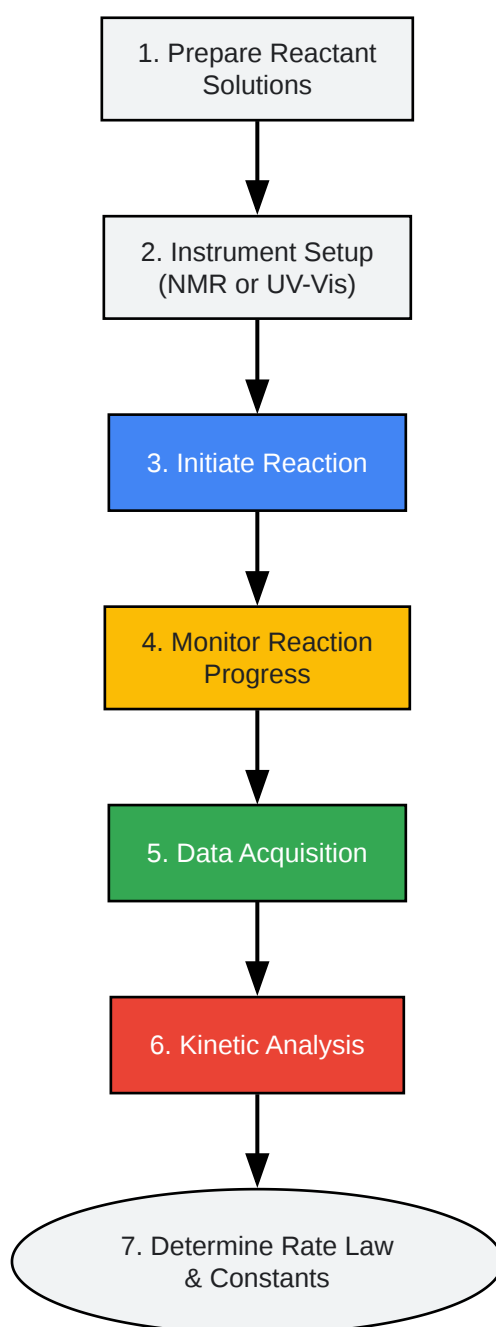 1. Prepare Reactant
Solutions
2. Instrument Setup
(NMR or UV-Vis)
3. Initiate Reaction
4. Monitor Reaction
Progress
5. Data Acquisition
6. Kinetic Analysis
7. Determine Rate Law
& Constants